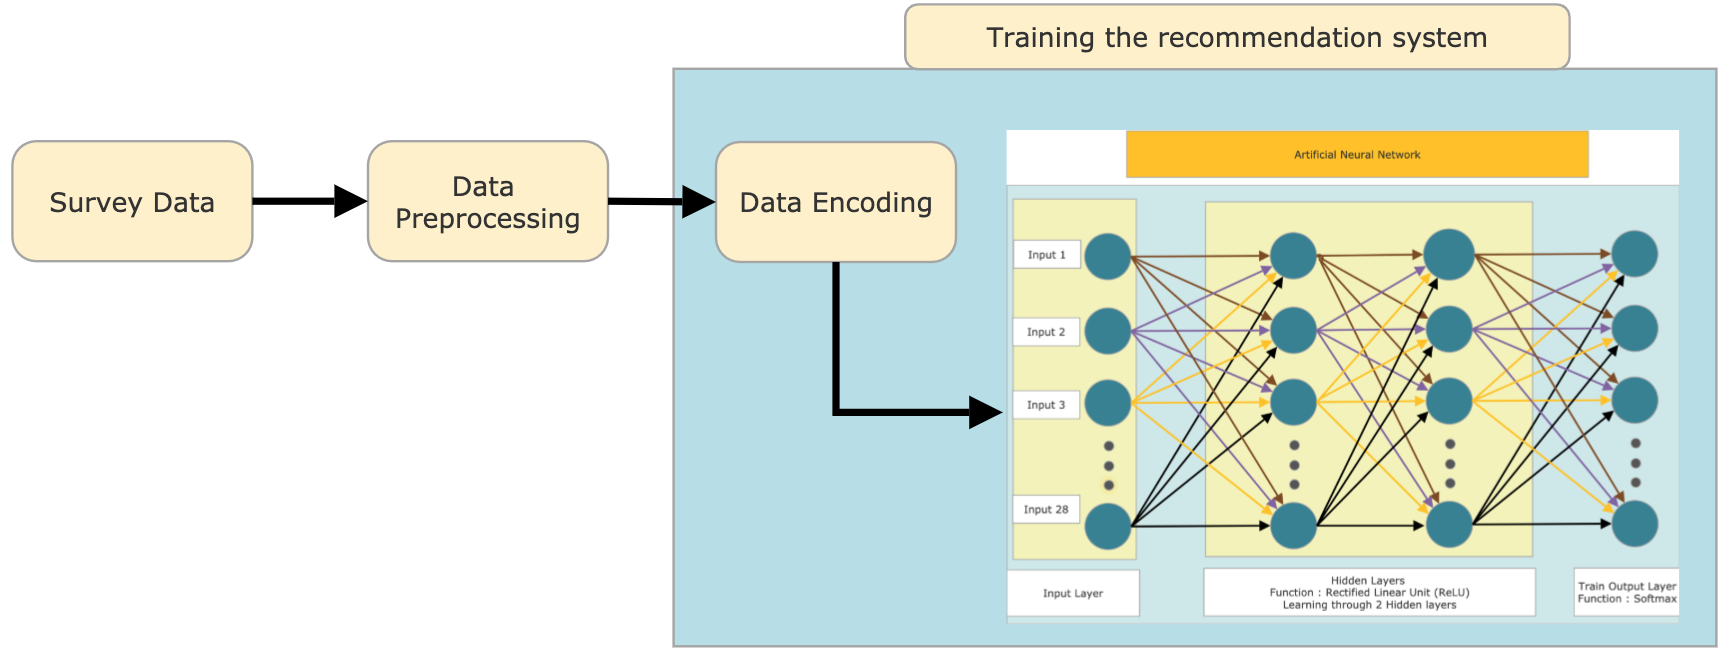 Training the recommendation system
Survey Data
Data
Preprocessing
Data Encoding
Artificial Neural Network
Input 1
Input 2
Input 3
Input 28
Input Layer
Hidden Layers
Function : Rectified Linear Unit (ReLU)
Learning through 2 Hidden layers
Train Output Layer
Function : Softmax